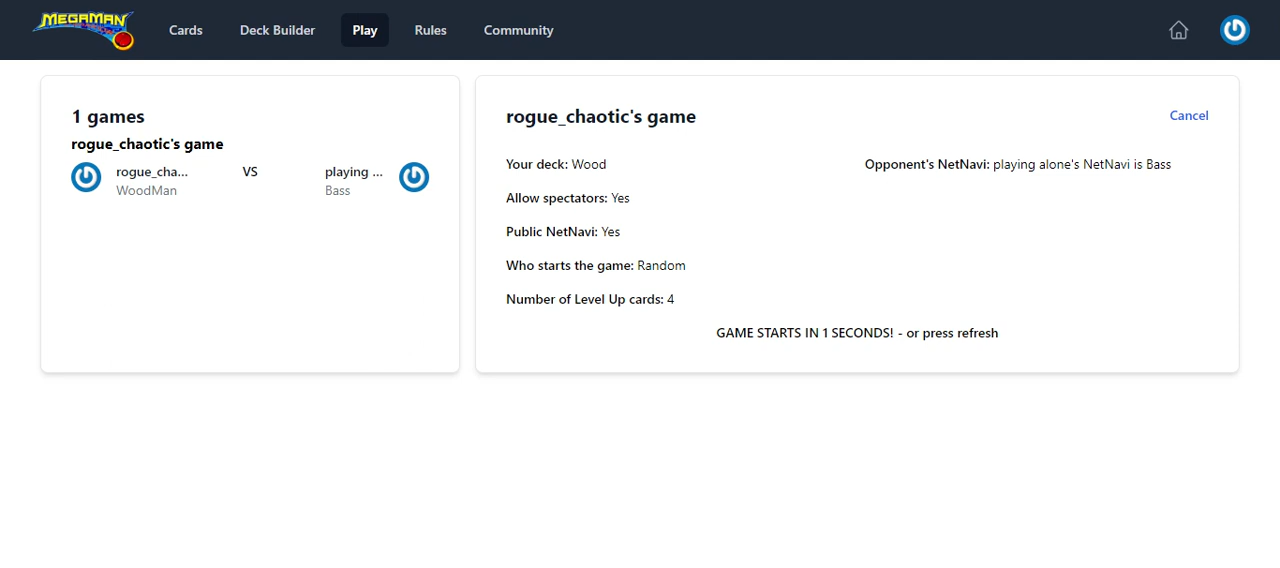 MEGAMAN
Cards
Deck Builder
Play
Rules
Community
1 games
rogue_chaotic's game
rogue_cha...
WoodMan
VS
playing ...
Bass
rogue_chaotic's game
Cancel
Your deck: Wood
Opponent's NetNavi: playing alone's NetNavi is Bass
Allow spectators: Yes
Public NetNavi: Yes
Who starts the game: Random
Number of Level Up cards: 4
GAME STARTS IN 1 SECONDS! - or press refresh